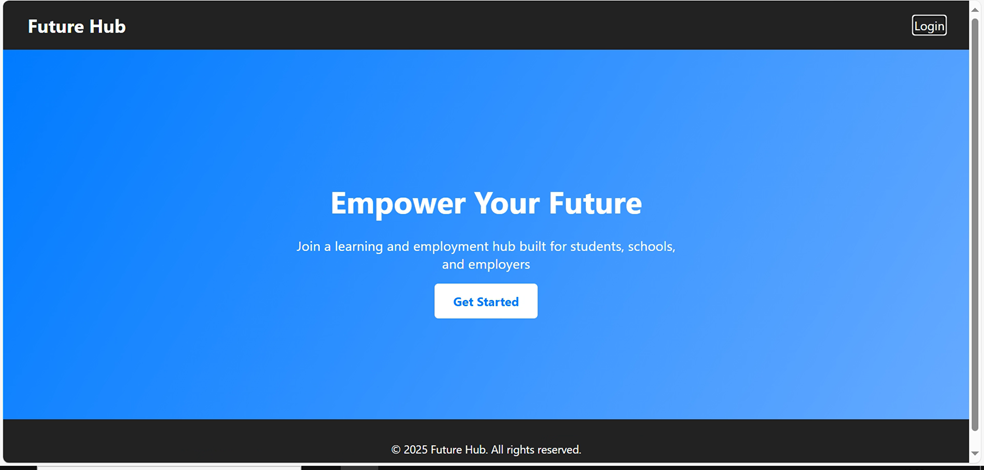 Future Hub
Login
Empower Your Future
Join a learning and employment hub built for students, schools,
and employers
Get Started
© 2025 Future Hub. All rights reserved.